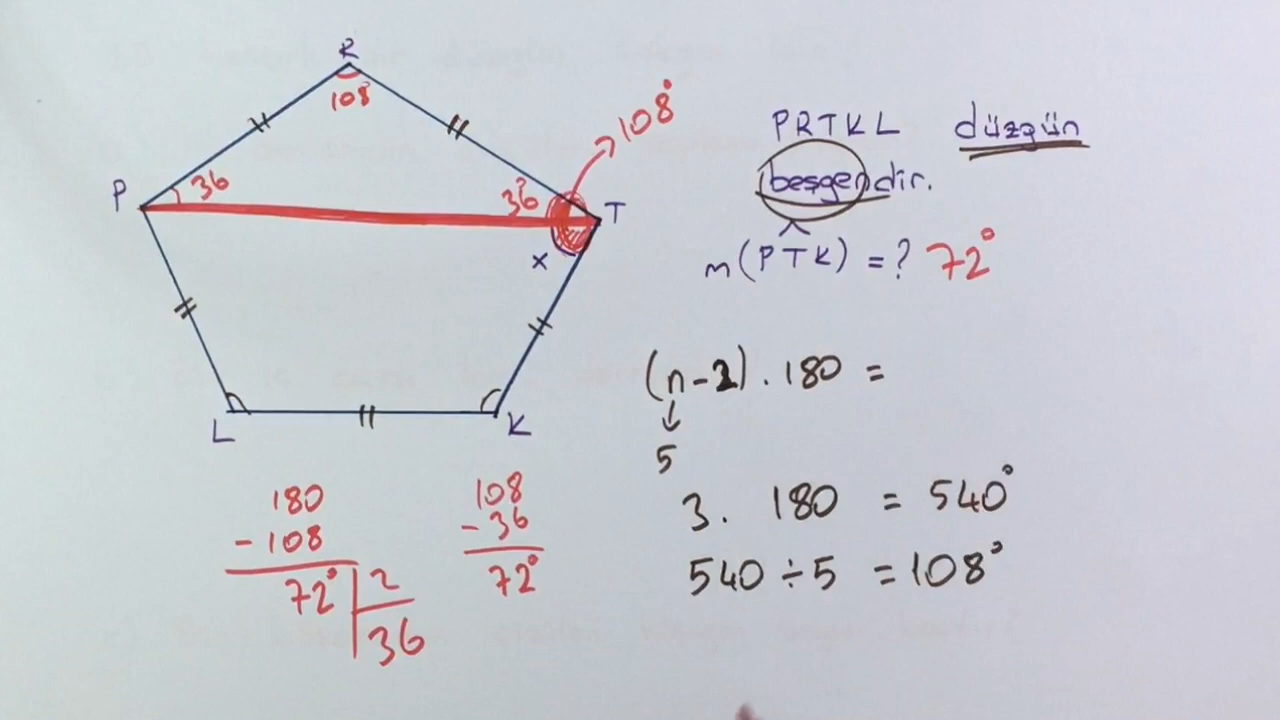 R
108
108°
P
36
36°
T
x
L
K
PRTKL düzgün
beşgendir.
m(PTK) = ? 72°
(n-2).180 =
5
3. 180 = 540°
540 ÷ 5 = 108°
180
-108
72° 2
36
108
-36
72°